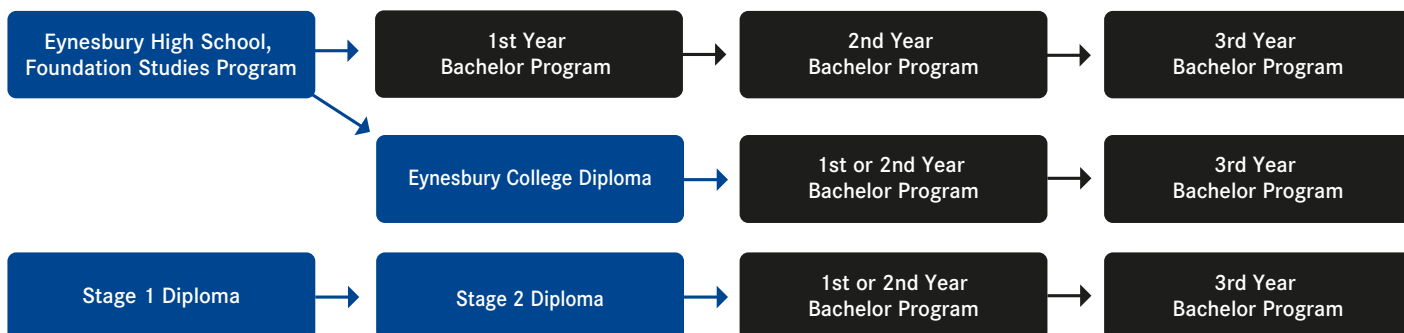 Eynesbury High School,
Foundation Studies Program
1st Year
Bachelor Program
2nd Year
Bachelor Program
3rd Year
Bachelor Program
Eynesbury College Diploma
1st or 2nd Year
Bachelor Program
3rd Year
Bachelor Program
Stage 1 Diploma
Stage 2 Diploma
1st or 2nd Year
Bachelor Program
3rd Year
Bachelor Program